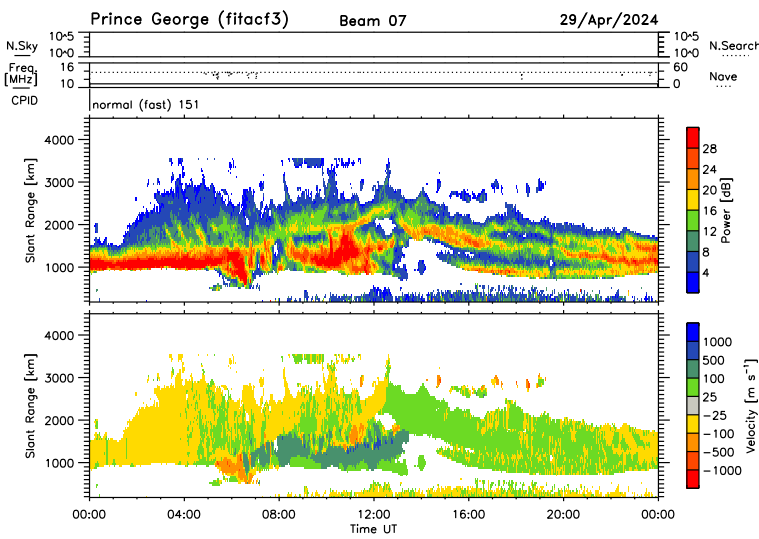 Prince George (fitacf3) Beam 07 29/Apr/2024
N.Sky 10^5 10^5 N.Search
10^0 10^0
Freq. 16 60 Nave
[MHz] 10 0
CPID normal (fast) 151
Slant Range [km] 4000 3000 2000 1000
Power [dB] 28 24 20 16 12 8 4
Slant Range [km] 4000 3000 2000 1000
Velocity [m s⁻¹] 1000 500 100 25 −25 −100 −500 −1000
00:00 04:00 08:00 12:00 16:00 20:00 00:00
Time UT